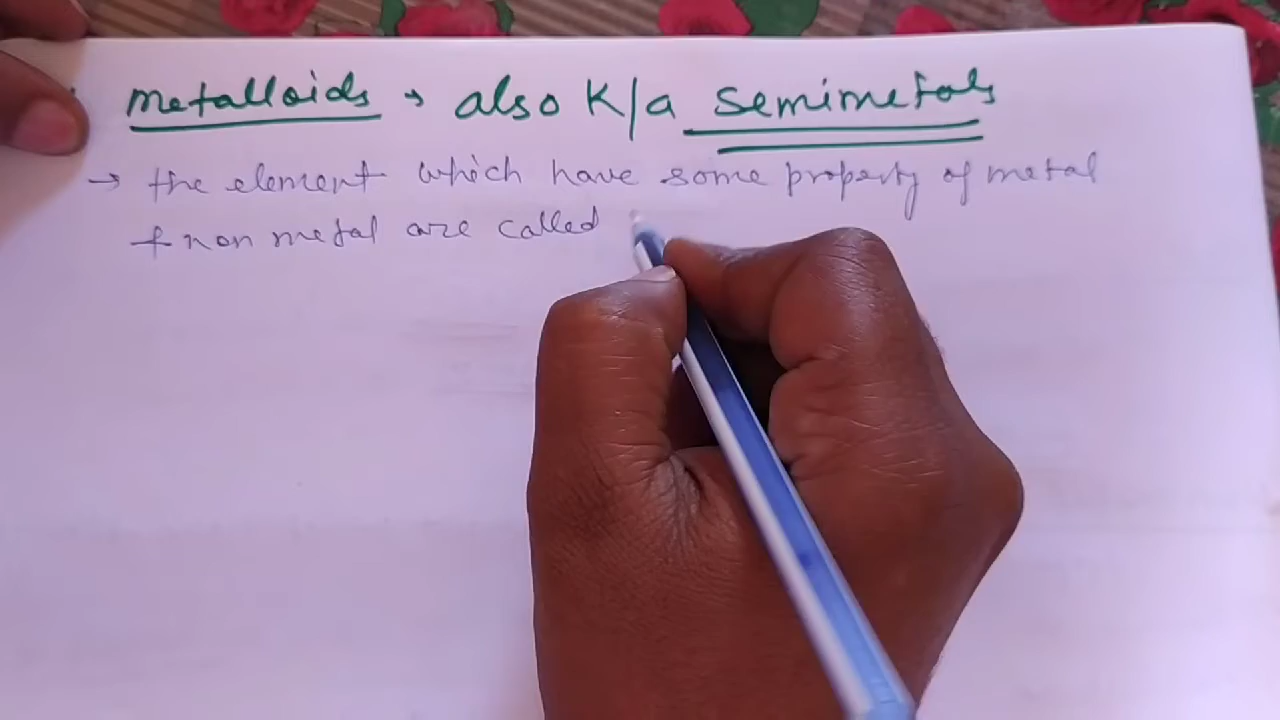 metalloids → also K/a semimetals
→ the element which have some property of metal
+ non metal are called